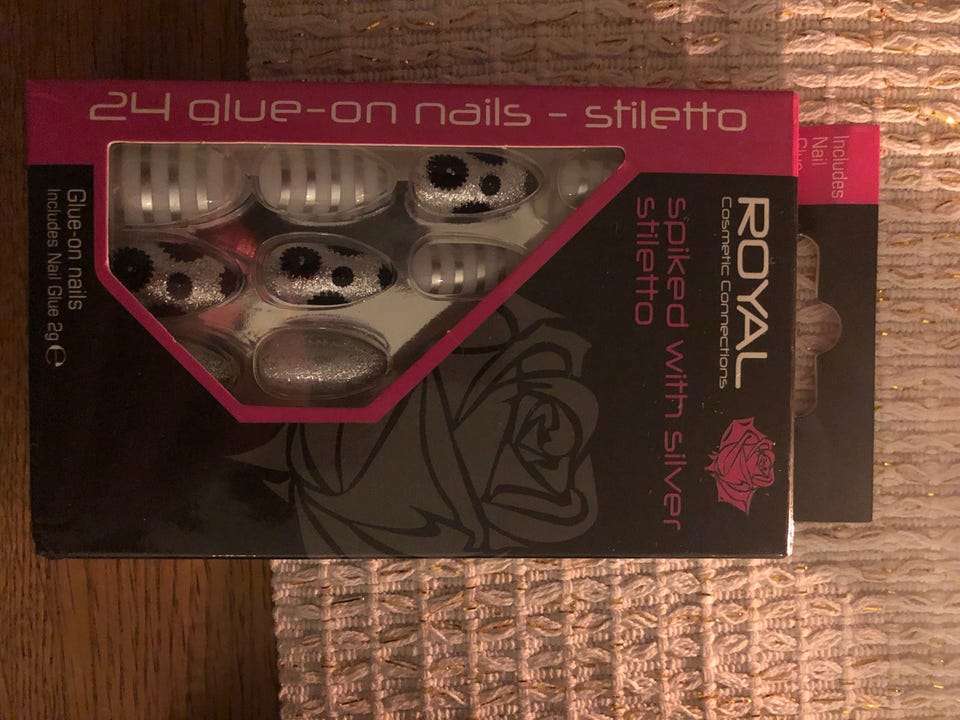 24 glue-on nails - stiletto
ROYAL
Cosmetic Connections
spiked with silver
stiletto
Glue-on nails
Includes Nail Glue 2g℮
Includes
Nail
Glue